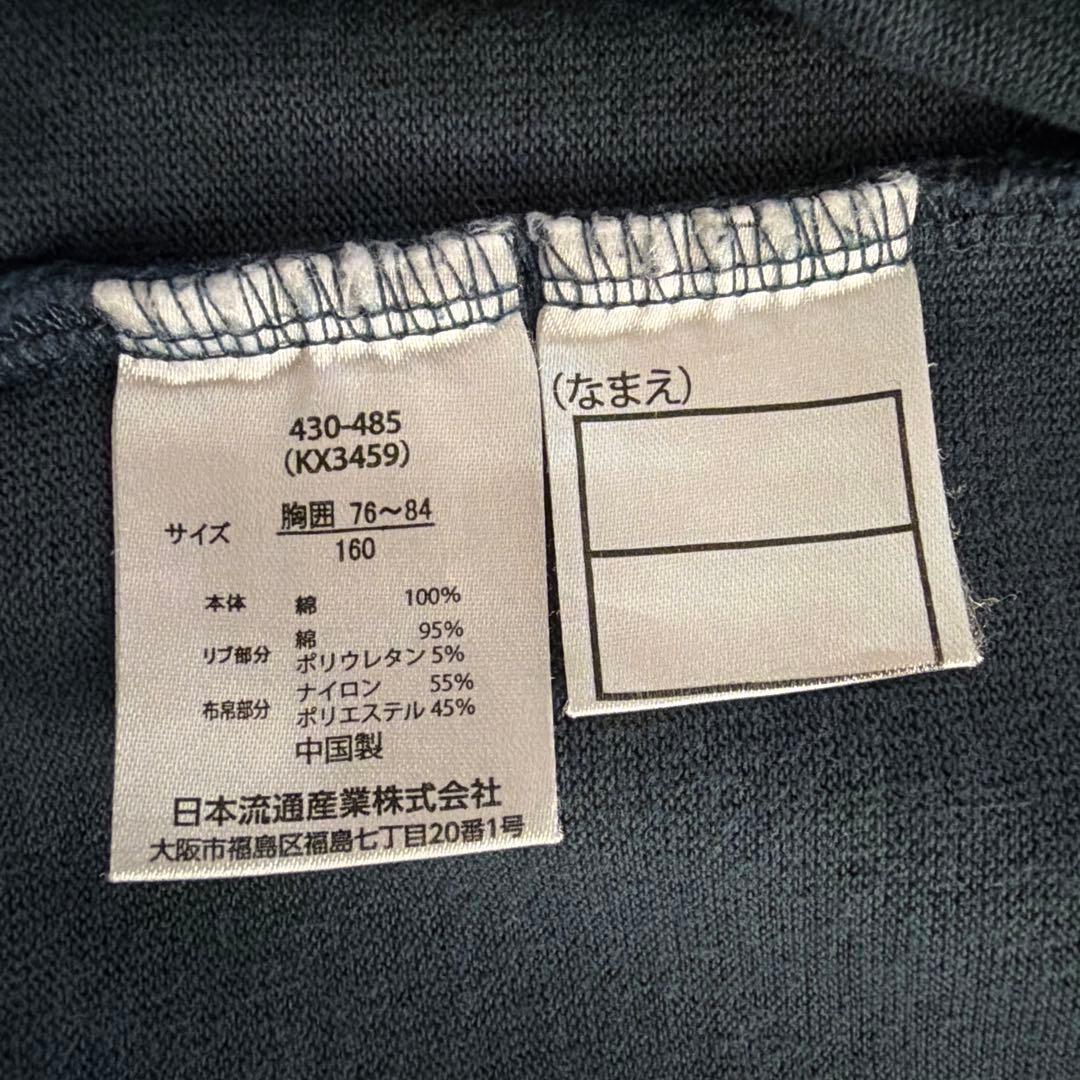 430-485
(KX3459)
サイズ 胸囲 76〜84
160
本体 綿 100%
綿 95%
リブ部分 ポリウレタン 5%
ナイロン 55%
布帛部分 ポリエステル 45%
中国製
日本流通産業株式会社
大阪市福島区福島七丁目20番1号
(なまえ)